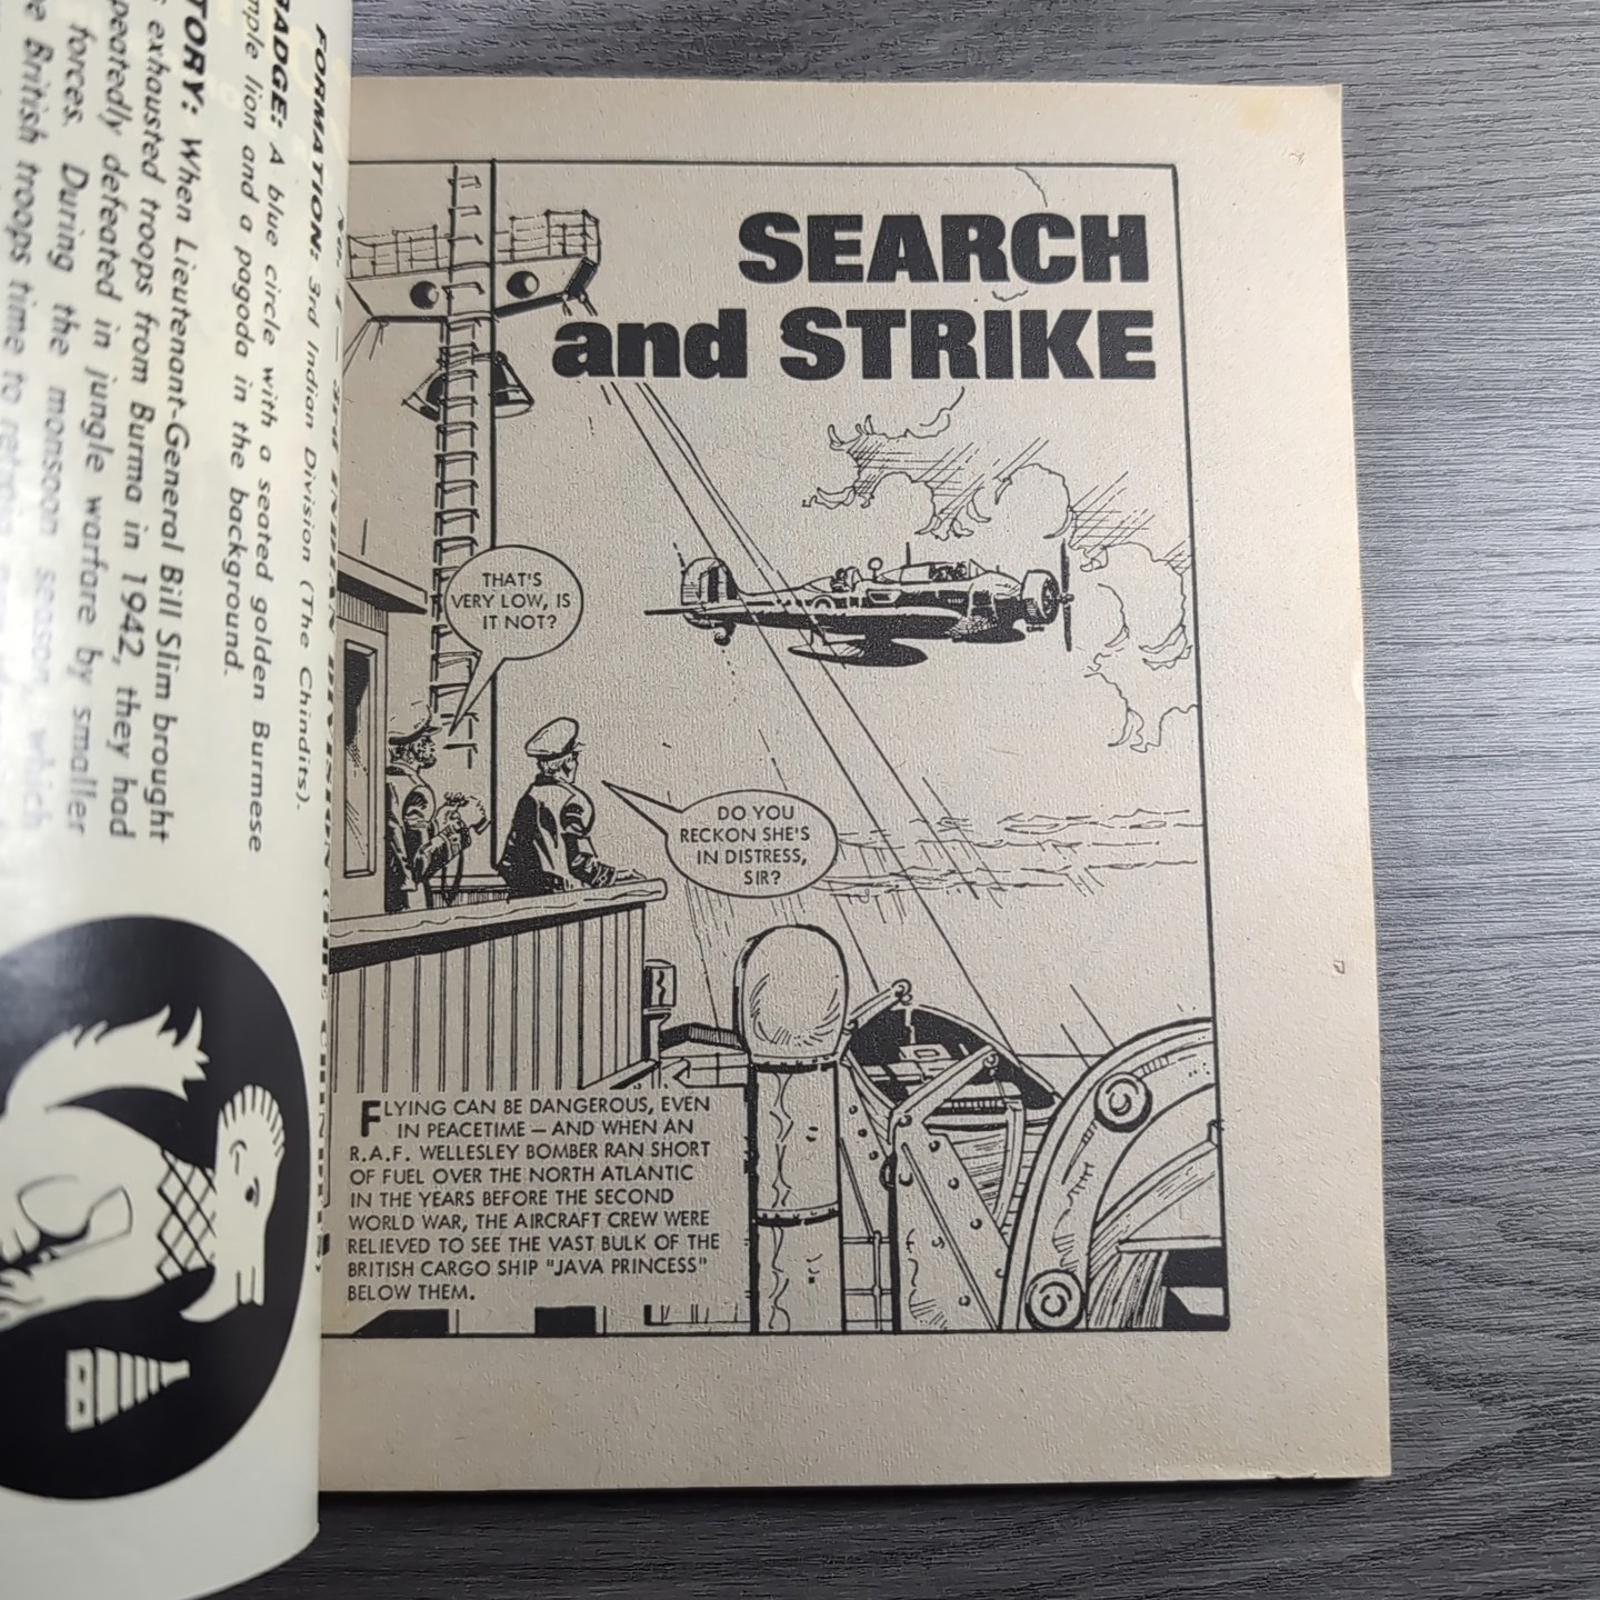 No. 4 — 3rd INDIAN DIVISION (THE CHINDITS)
FORMATION: 3rd Indian Division (The Chindits).
BADGE: A blue circle with a seated golden Burmese
temple lion and a pagoda in the background.
When Lieutenant-General Bill Slim brought
exhausted troops from Burma in 1942, they had
repeatedly defeated in jungle warfare by smaller
forces. During the monsoon season, which
British troops time to
SEARCH
and STRIKE
THAT'S
VERY LOW, IS
IT NOT?
DO YOU
RECKON SHE'S
IN DISTRESS,
SIR?
FLYING CAN BE DANGEROUS, EVEN
IN PEACETIME — AND WHEN AN
R.A.F. WELLESLEY BOMBER RAN SHORT
OF FUEL OVER THE NORTH ATLANTIC
IN THE YEARS BEFORE THE SECOND
WORLD WAR, THE AIRCRAFT CREW WERE
RELIEVED TO SEE THE VAST BULK OF THE
BRITISH CARGO SHIP "JAVA PRINCESS"
BELOW THEM.